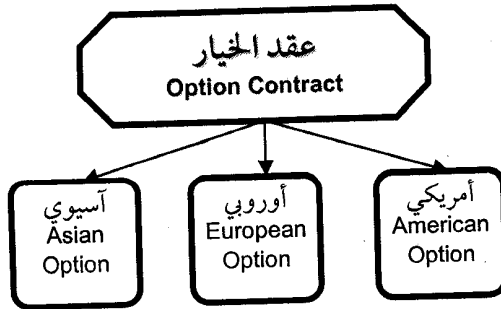 عقد الخيار
Option Contract
آسيوي
Asian
Option
أوروبي
European
Option
أمريكي
American
Option